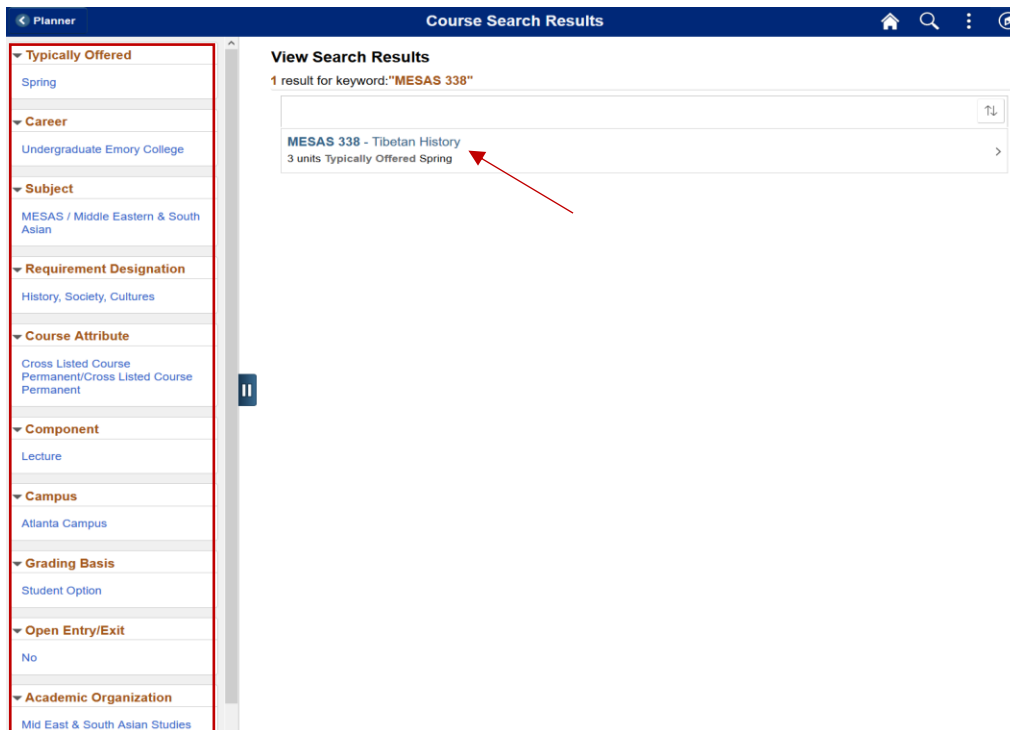 Planner
Course Search Results
Typically Offered
Spring
Career
Undergraduate Emory College
Subject
MESAS / Middle Eastern & South
Asian
Requirement Designation
History, Society, Cultures
Course Attribute
Cross Listed Course
Permanent/Cross Listed Course
Permanent
Component
Lecture
Campus
Atlanta Campus
Grading Basis
Student Option
Open Entry/Exit
No
Academic Organization
Mid East & South Asian Studies
View Search Results
1 result for keyword:"MESAS 338"
MESAS 338 - Tibetan History
3 units Typically Offered Spring